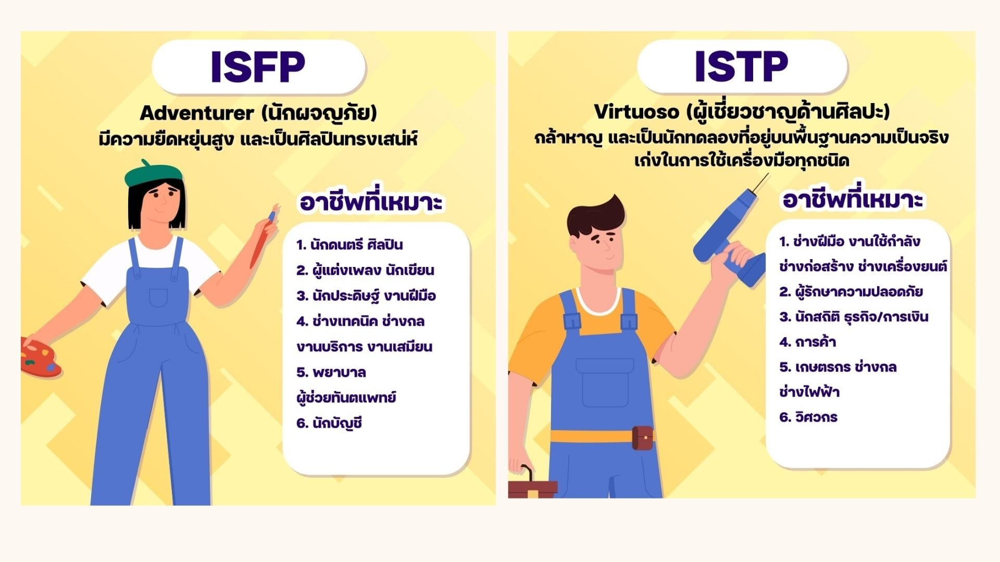 ISFP
Adventurer (นักผจญภัย)
มีความยืดหยุ่นสูง และเป็นศิลปินทรงเสน่ห์
อาชีพที่เหมาะ
1. นักดนตรี ศิลปิน
2. ผู้แต่งเพลง นักเขียน
3. นักประดิษฐ์ งานฝีมือ
4. ช่างเทคนิค ช่างกล
งานบริการ งานเสมียน
5. พยาบาล
ผู้ช่วยทันตแพทย์
6. นักบัญชี
ISTP
Virtuoso (ผู้เชี่ยวชาญด้านศิลปะ)
กล้าหาญ และเป็นนักทดลองที่อยู่บนพื้นฐานความเป็นจริง
เก่งในการใช้เครื่องมือทุกชนิด
อาชีพที่เหมาะ
1. ช่างฝีมือ งานใช้กำลัง
ช่างก่อสร้าง ช่างเครื่องยนต์
2. ผู้รักษาความปลอดภัย
3. นักสถิติ ธุรกิจ/การเงิน
4. การค้า
5. เกษตรกร ช่างกล
ช่างไฟฟ้า
6. วิศวกร